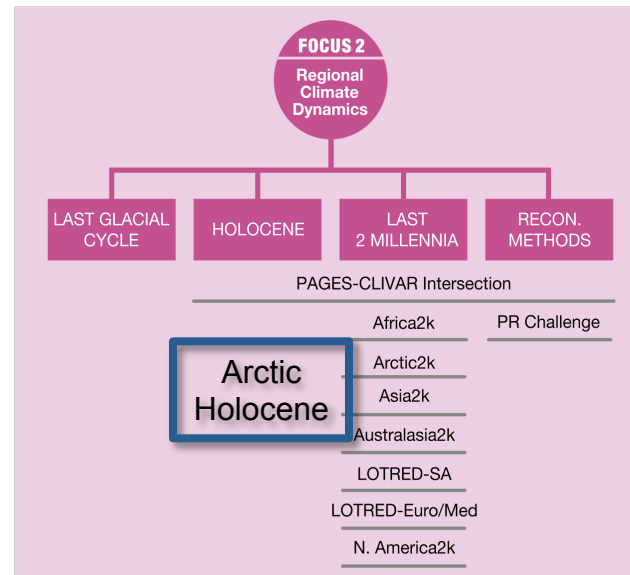 FOCUS 2
Regional
Climate
Dynamics
LAST GLACIAL
CYCLE
HOLOCENE
LAST
2 MILLENNIA
RECON.
METHODS
PAGES-CLIVAR Intersection
Africa2k
PR Challenge
Arctic
Holocene
Arctic2k
Asia2k
Australasia2k
LOTRED-SA
LOTRED-Euro/Med
N. America2k